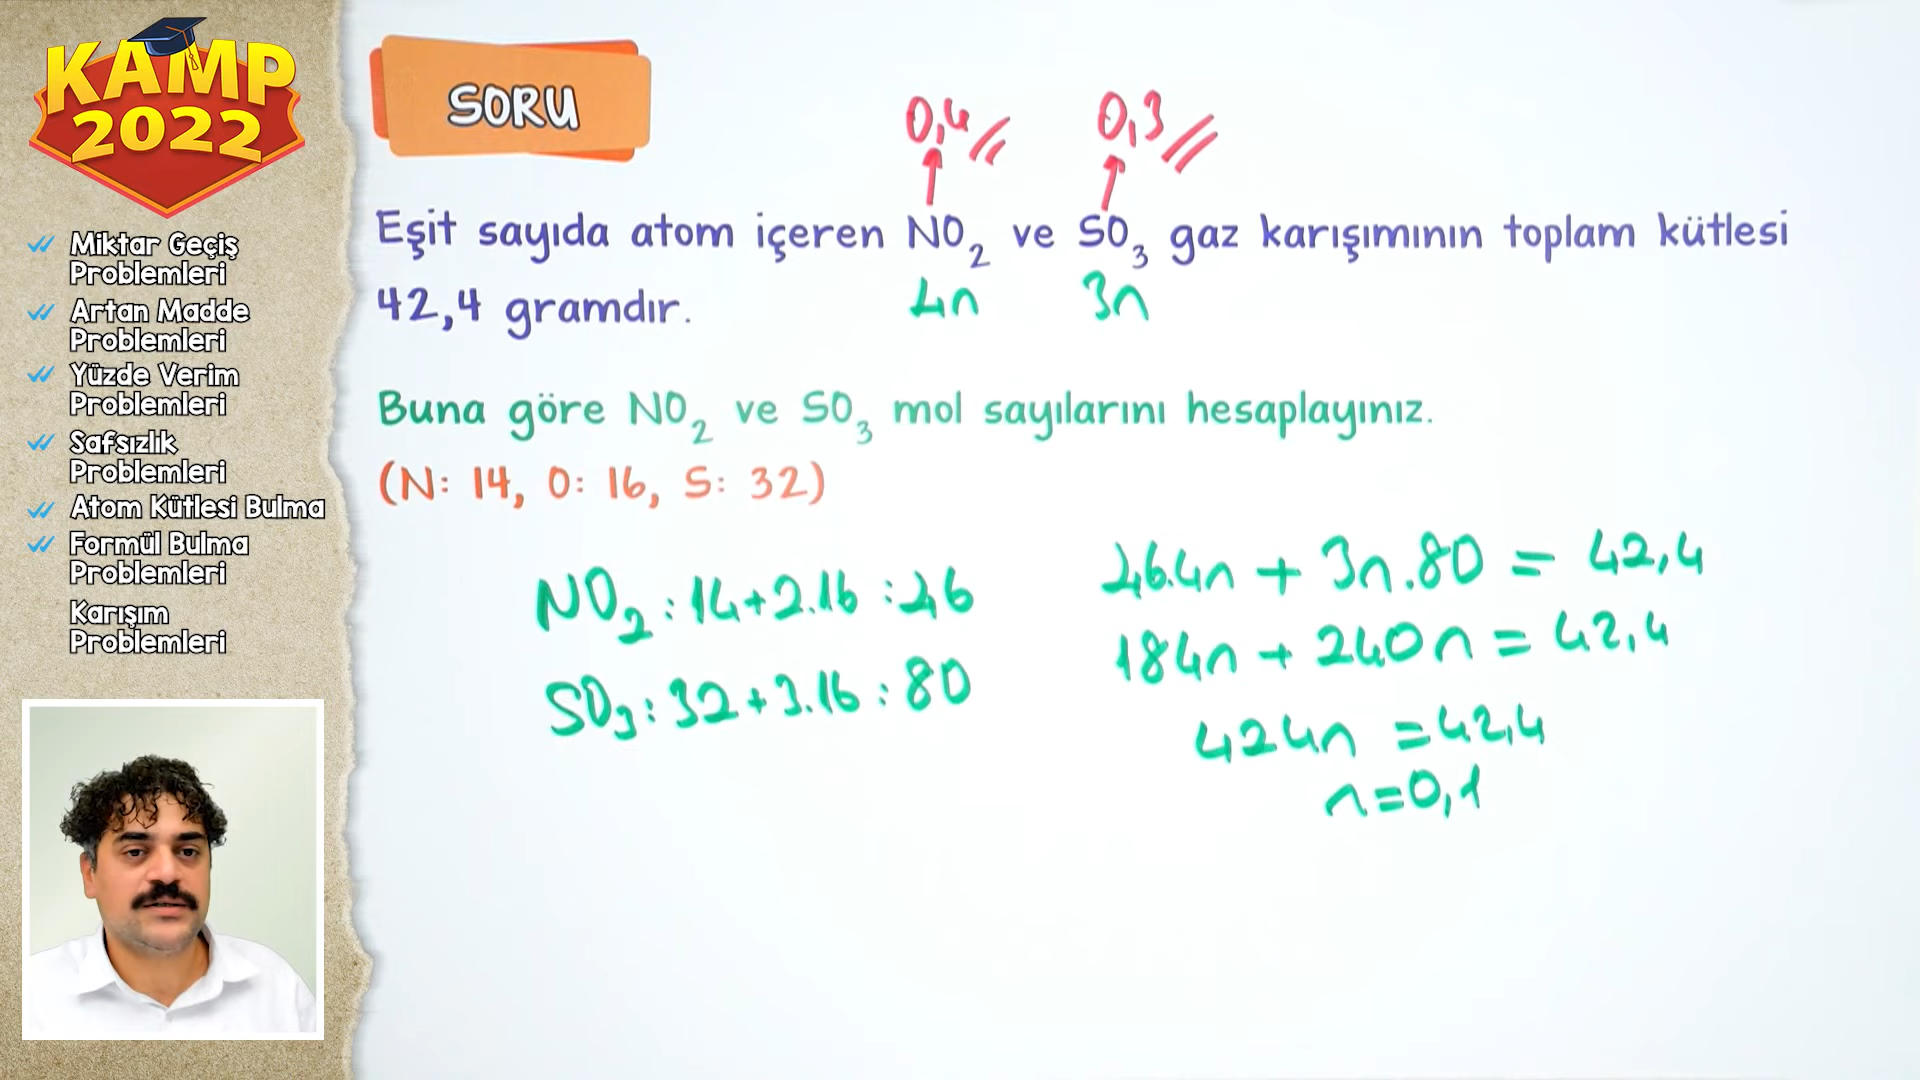 KAMP
2022
Miktar Geçiş
Problemleri
Artan Madde
Problemleri
Yüzde Verim
Problemleri
Safsızlık
Problemleri
Atom Kütlesi Bulma
Formül Bulma
Problemleri
Karışım
Problemleri
SORU
0,4 0,3
Eşit sayıda atom içeren NO₂ ve SO₃ gaz karışımının toplam kütlesi
4n 3n
42,4 gramdır.
Buna göre NO₂ ve SO₃ mol sayılarını hesaplayınız.
(N: 14, O: 16, S: 32)
NO₂ : 14+2.16 : 46
SO₃ : 32+3.16 : 80
46.4n + 3n.80 = 42,4
184n + 240n = 42,4
424n = 42,4
n=0,1